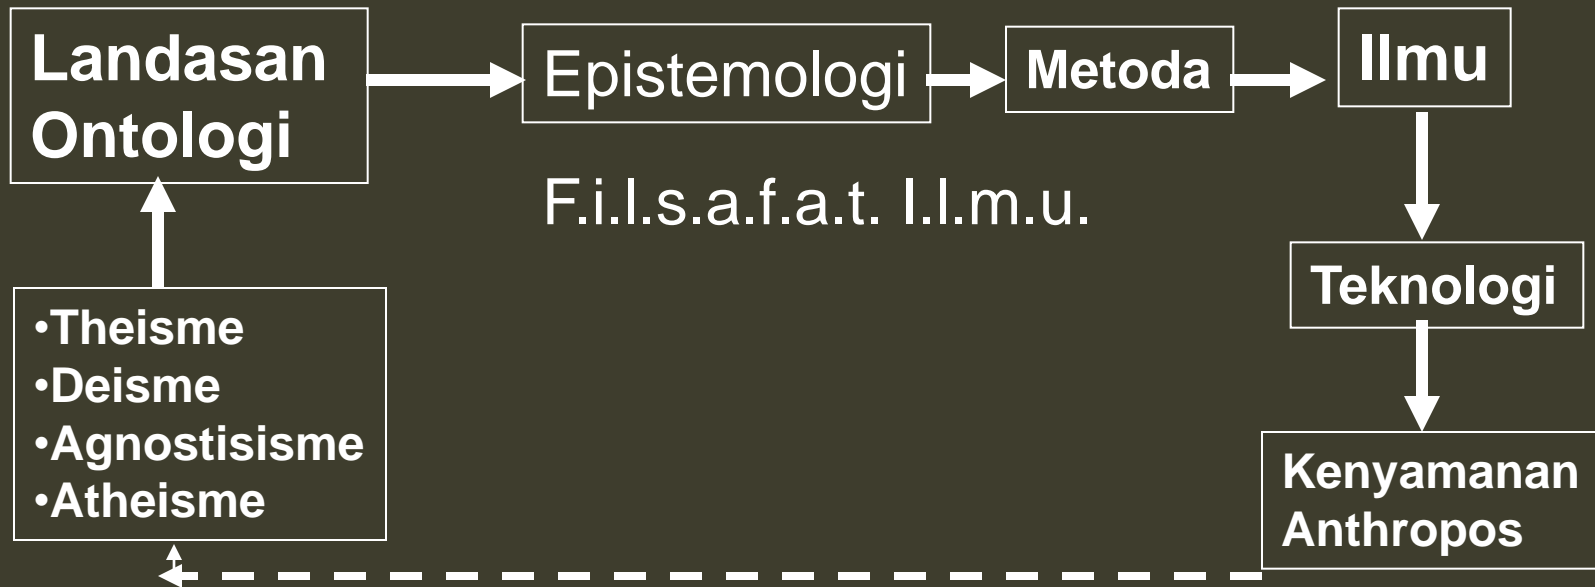 Landasan
Ontologi
Epistemologi
Metoda
Ilmu
F.i.l.s.a.f.a.t. I.l.m.u.
Teknologi
•Theisme
•Deisme
•Agnostisisme
•Atheisme
Kenyamanan
Anthropos